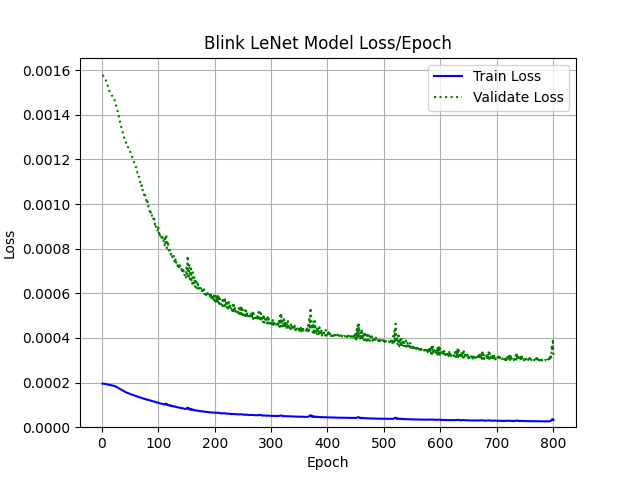 Blink LeNet Model Loss/Epoch
Train Loss
Validate Loss
0.0016
0.0014
0.0012
0.0010
0.0008
0.0006
0.0004
0.0002
0.0000
Loss
0 100 200 300 400 500 600 700 800
Epoch